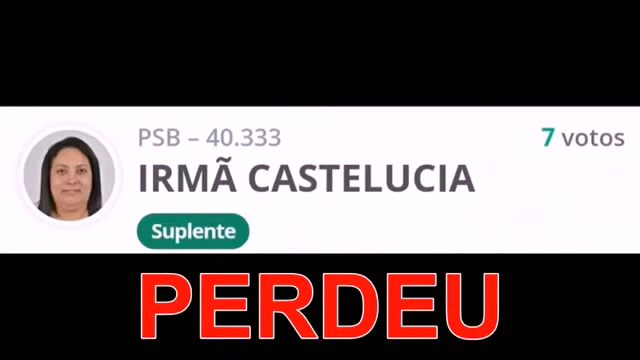 PSB – 40.333
7 votos
IRMÃ CASTELUCIA
Suplente
PERDEU